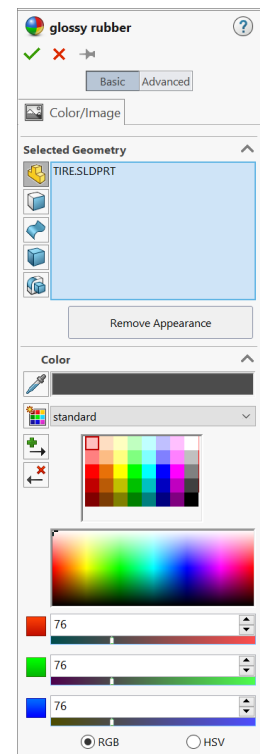 glossy rubber
Basic Advanced
Color/Image
Selected Geometry
TIRE.SLDPRT
Remove Appearance
Color
standard
76
76
76
RGB HSV